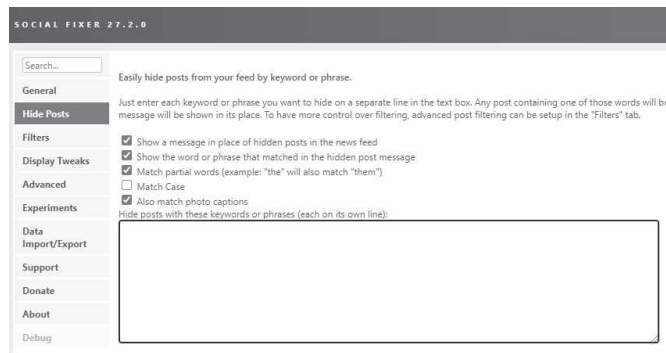 SOCIAL FIXER 27.2.0
Search...
General
Hide Posts
Filters
Display Tweaks
Advanced
Experiments
Data
Import/Export
Support
Donate
About
Debug
Easily hide posts from your feed by keyword or phrase.
Just enter each keyword or phrase you want to hide on a separate line in the text box. Any post containing one of those words will be
message will be shown in its place. To have more control over filtering, advanced post filtering can be setup in the "Filters" tab.
Show a message in place of hidden posts in the news feed
Show the word or phrase that matched in the hidden post message
Match partial words (example: "the" will also match "them")
Match Case
Also match photo captions
Hide posts with these keywords or phrases (each on its own line):